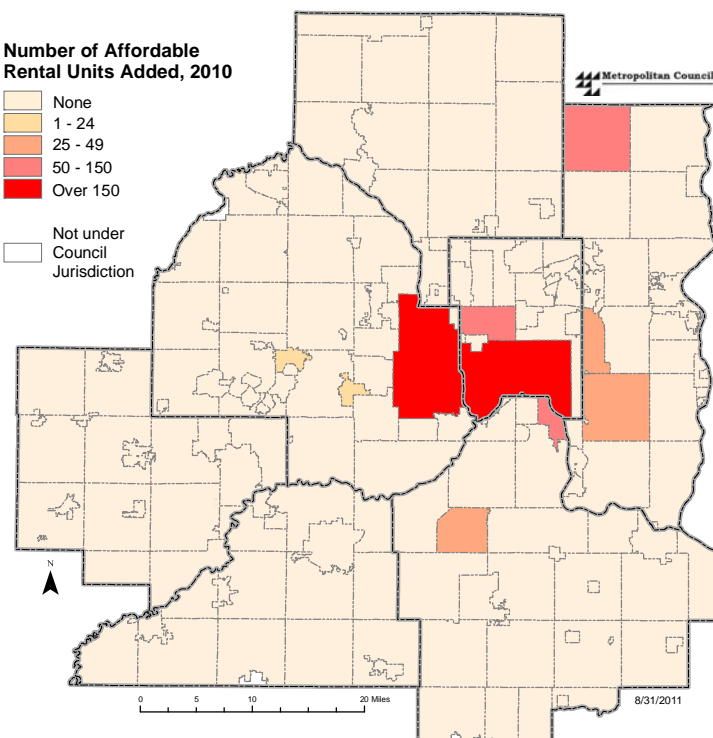 Number of Affordable
Rental Units Added, 2010
None
1 - 24
25 - 49
50 - 150
Over 150
Not under
Council
Jurisdiction
Metropolitan Council
N
0 5 10 20 Miles
8/31/2011